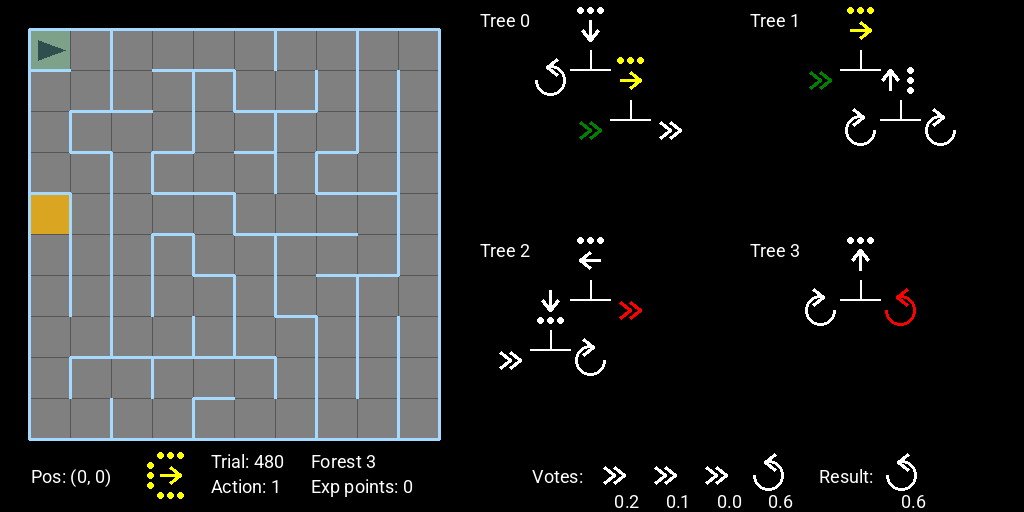 Tree 0
Tree 1
Tree 2
Tree 3
Pos: (0, 0)
Trial: 480
Forest 3
Action: 1
Exp points: 0
Votes:
0.2
0.1
0.0
0.6
Result:
0.6